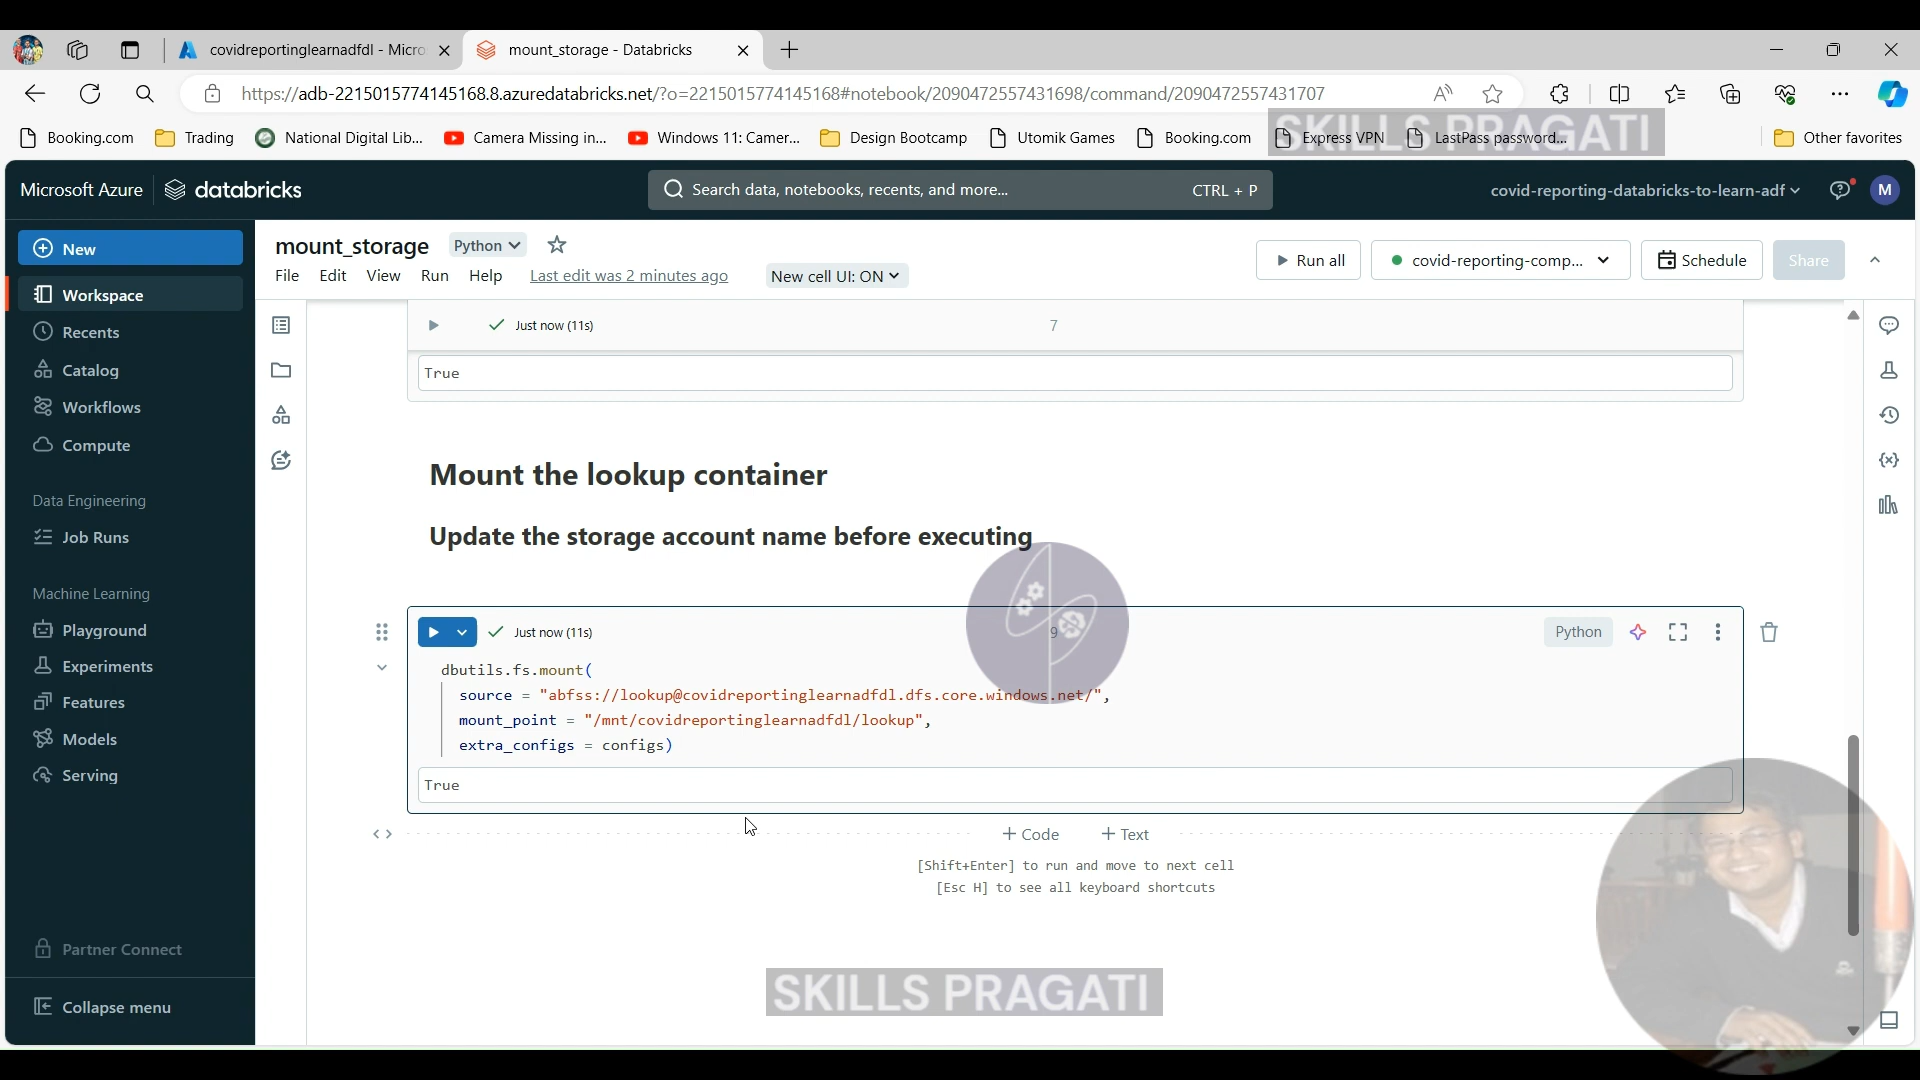 covidreportinglearnadfdl - Micro
mount_storage - Databricks
https://adb-2215015774145168.8.azuredatabricks.net/?o=2215015774145168#notebook/2090472557431698/command/2090472557431707
Booking.com
Trading
National Digital Lib...
Camera Missing in...
Windows 11: Camer...
Design Bootcamp
Utomik Games
Booking.com
Express VPN
LastPass password...
Other favorites
SKILLS PRAGATI
Microsoft Azure
databricks
Search data, notebooks, recents, and more...
CTRL + P
covid-reporting-databricks-to-learn-adf
M
New
Workspace
Recents
Catalog
Workflows
Compute
Data Engineering
Job Runs
Machine Learning
Playground
Experiments
Features
Models
Serving
Partner Connect
Collapse menu
mount_storage
Python
File
Edit
View
Run
Help
Last edit was 2 minutes ago
New cell UI: ON
Run all
covid-reporting-comp...
Schedule
Share
Just now (11s)
7
True
Mount the lookup container
Update the storage account name before executing
Just now (11s)
9
Python
dbutils.fs.mount(
source = "abfss://lookup@covidreportinglearnadfdl.dfs.core.windows.net/",
mount_point = "/mnt/covidreportinglearnadfdl/lookup",
extra_configs = configs)
True
+ Code
+ Text
[Shift+Enter] to run and move to next cell
[Esc H] to see all keyboard shortcuts
SKILLS PRAGATI